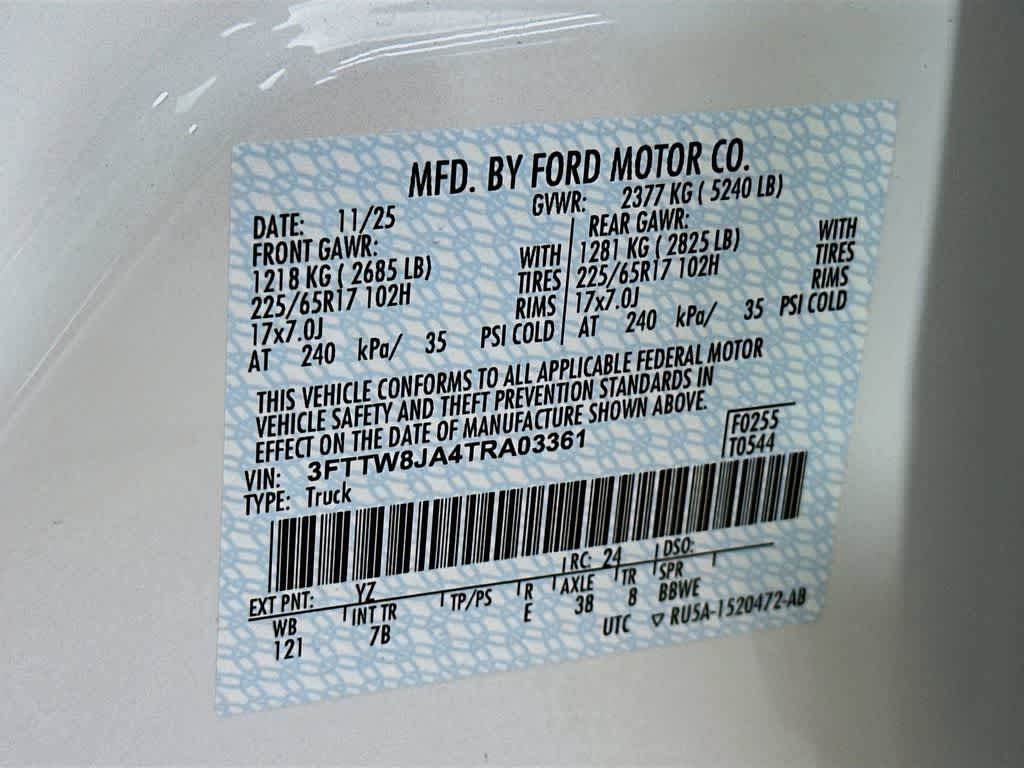 MFD. BY FORD MOTOR CO.
DATE: 11/25 GVWR: 2377 KG ( 5240 LB)
FRONT GAWR: REAR GAWR:
1218 KG ( 2685 LB) WITH 1281 KG ( 2825 LB) WITH
225/65R17 102H TIRES 225/65R17 102H TIRES
17x7.0J RIMS 17x7.0J RIMS
AT 240 kPa/ 35 PSI COLD AT 240 kPa/ 35 PSI COLD
THIS VEHICLE CONFORMS TO ALL APPLICABLE FEDERAL MOTOR
VEHICLE SAFETY AND THEFT PREVENTION STANDARDS IN
EFFECT ON THE DATE OF MANUFACTURE SHOWN ABOVE.
VIN: 3FTTW8JA4TRA03361 F0255
TYPE: Truck T0544
EXT PNT: YZ RC: 24 DSO:
WB INT TR TP/PS R AXLE TR SPR
121 7B E 38 8 BBWE
UTC ▽ RU5A-1520472-AB